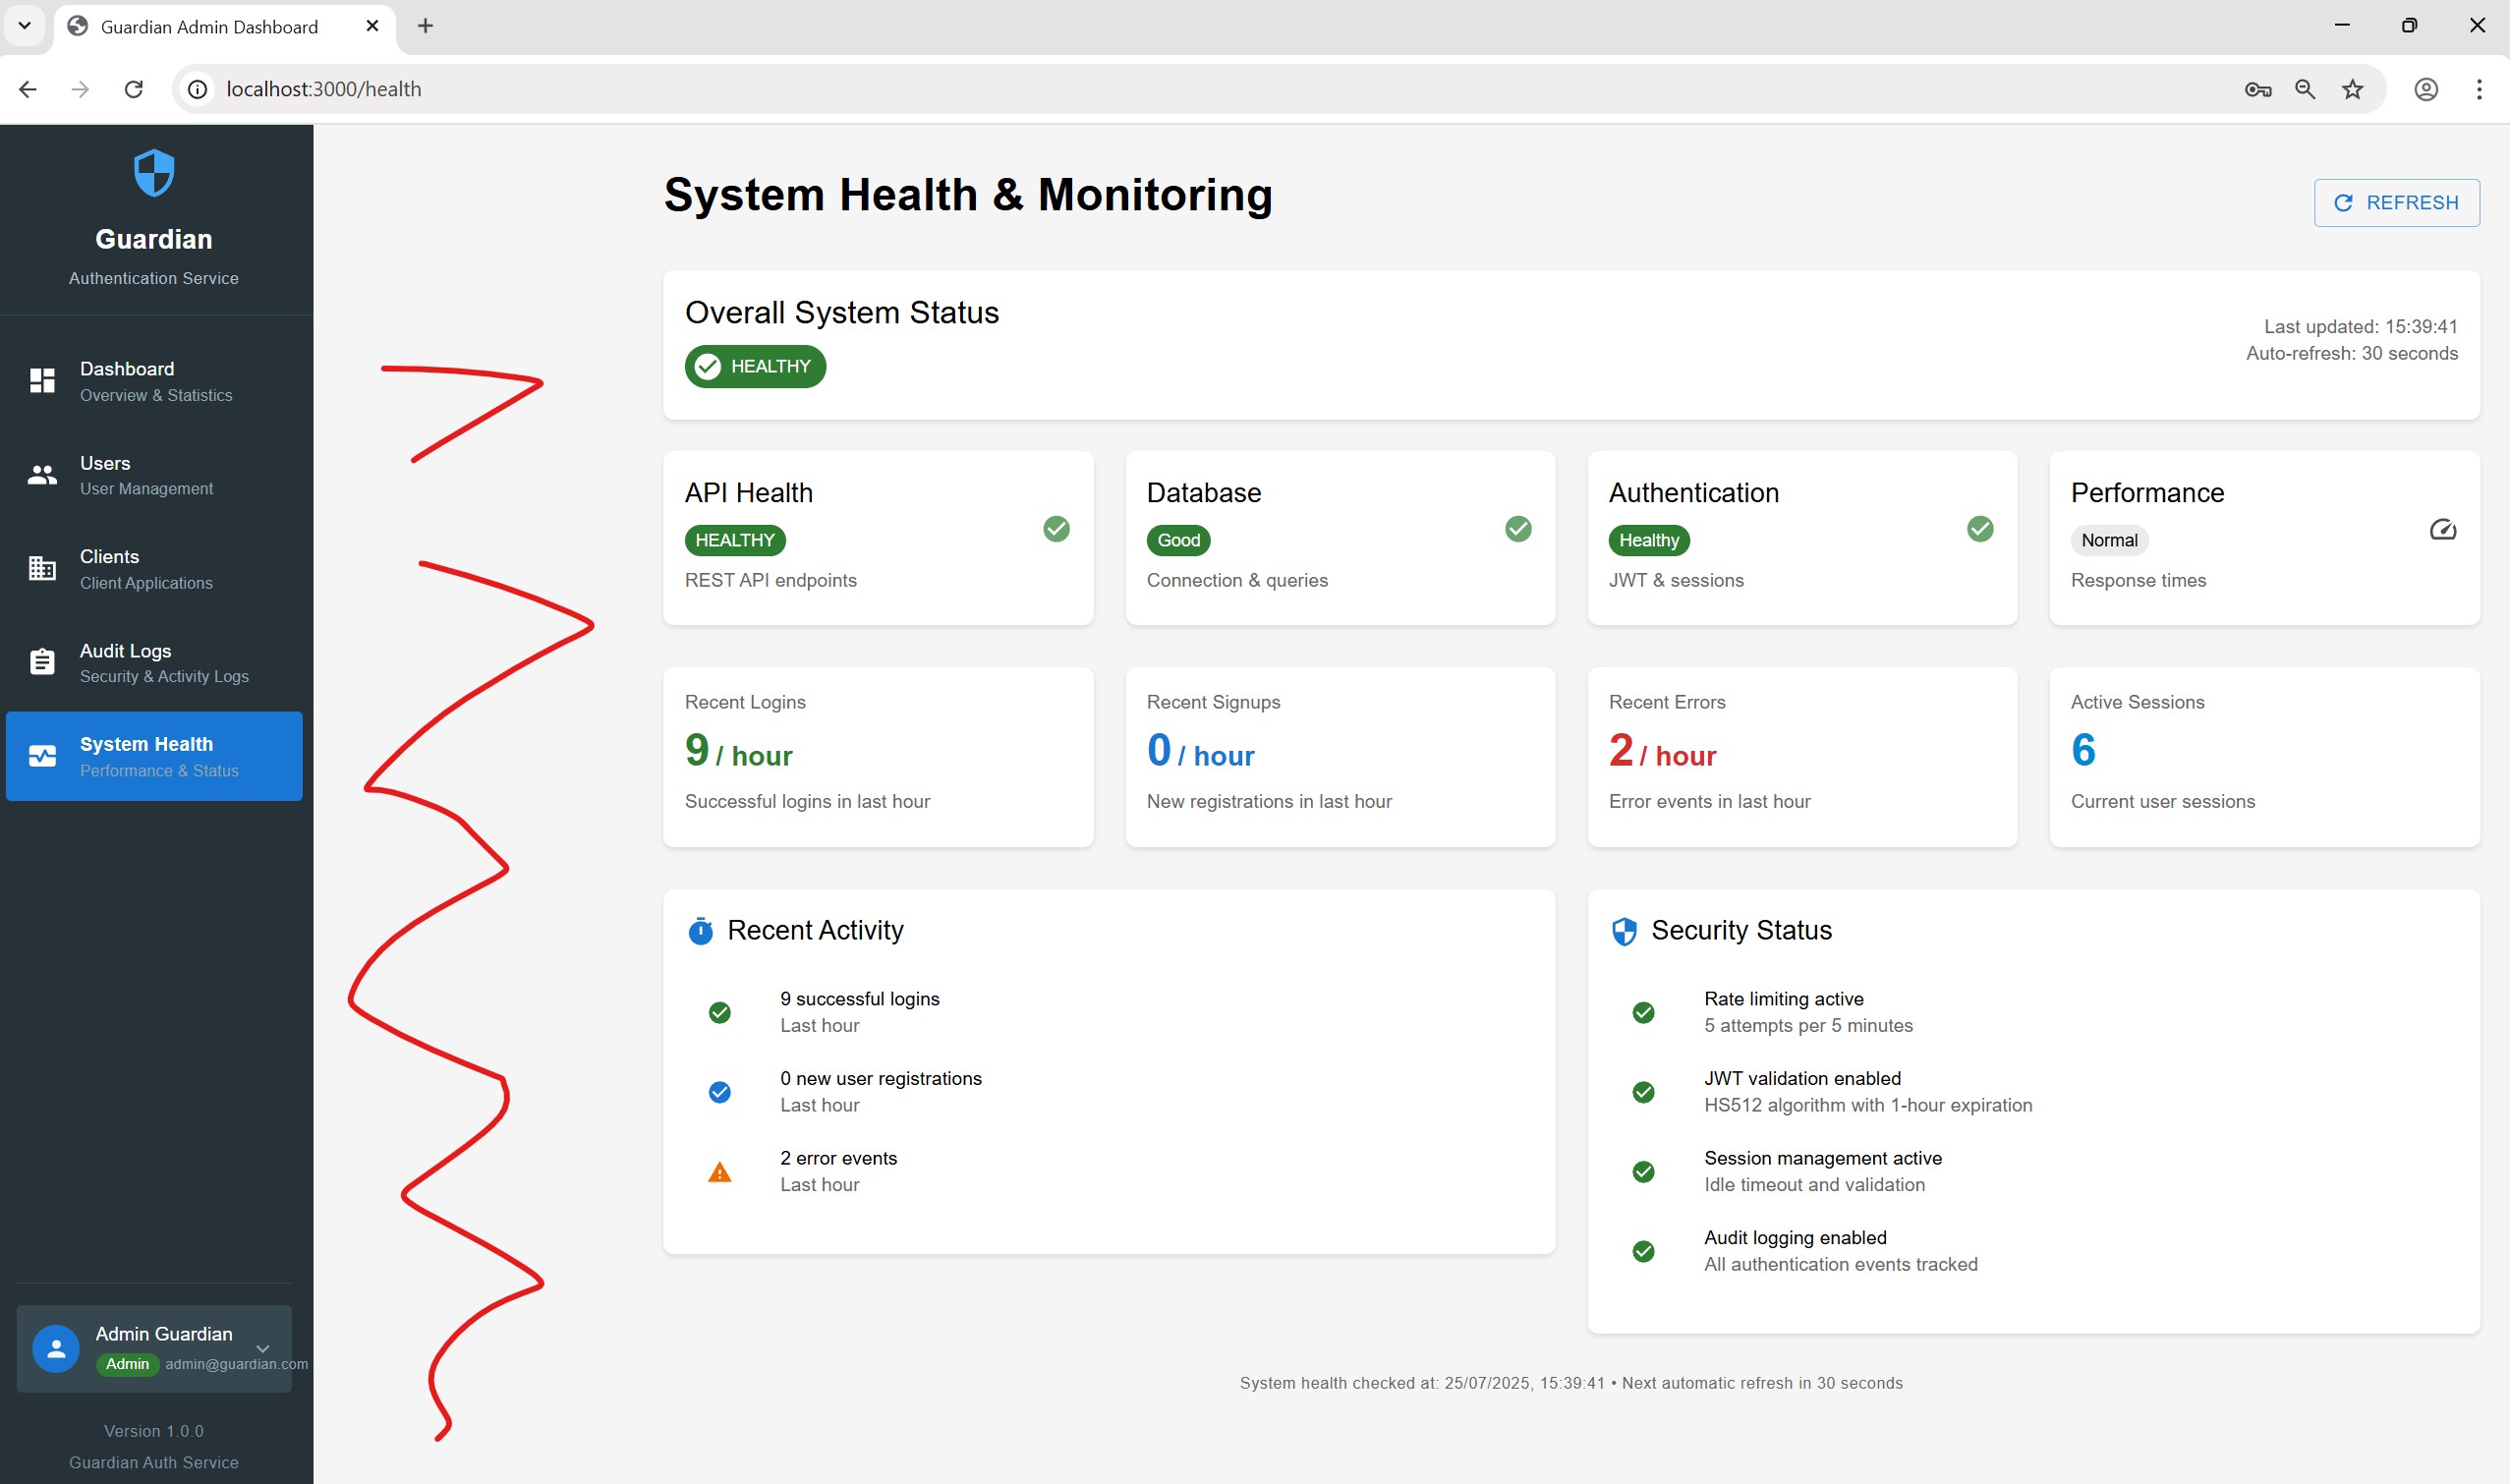 Guardian Admin Dashboard
localhost:3000/health
Guardian
Authentication Service
Dashboard
Overview & Statistics
Users
User Management
Clients
Client Applications
Audit Logs
Security & Activity Logs
System Health
Performance & Status
Admin Guardian
Admin admin@guardian.com
Version 1.0.0
Guardian Auth Service
System Health & Monitoring
REFRESH
Overall System Status
HEALTHY
Last updated: 15:39:41
Auto-refresh: 30 seconds
API Health
HEALTHY
REST API endpoints
Database
Good
Connection & queries
Authentication
Healthy
JWT & sessions
Performance
Normal
Response times
Recent Logins
9 / hour
Successful logins in last hour
Recent Signups
0 / hour
New registrations in last hour
Recent Errors
2 / hour
Error events in last hour
Active Sessions
6
Current user sessions
Recent Activity
9 successful logins
Last hour
0 new user registrations
Last hour
2 error events
Last hour
Security Status
Rate limiting active
5 attempts per 5 minutes
JWT validation enabled
HS512 algorithm with 1-hour expiration
Session management active
Idle timeout and validation
Audit logging enabled
All authentication events tracked
System health checked at: 25/07/2025, 15:39:41 • Next automatic refresh in 30 seconds